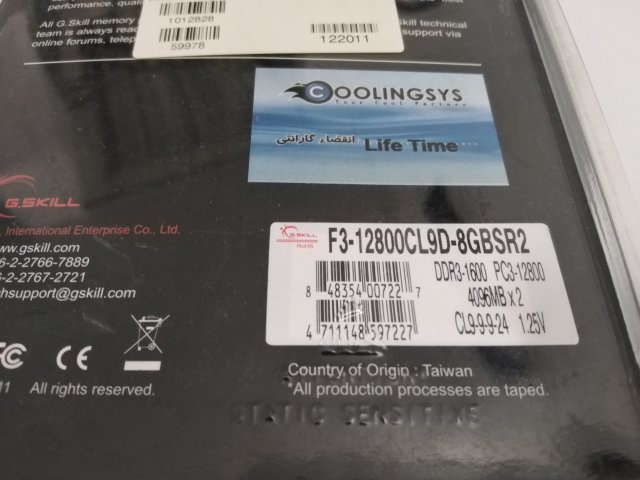 performance, qual
All G.Skill memory
team is always read
online forums, telep
Skill technical
support via
1012828
59978
122011
COOLINGSYS
Your Cool Partner
انقضاء گارانتی : Life Time
G.SKILL
International Enterprise Co., Ltd.
www.gskill.com
6-2-2766-7889
6-2-2767-2721
hsupport@gskill.com
G.SKILL
RoHS
F3-12800CL9D-8GBSR2
DDR3-1600 PC3-12800
4096MB x 2
CL9-9-9-24 1.25V
8 48354 00722 7
4 711148 597227
FC CE
11 All rights reserved.
Country of Origin : Taiwan
*All production processes are taped.
STATIC SENSITIVE